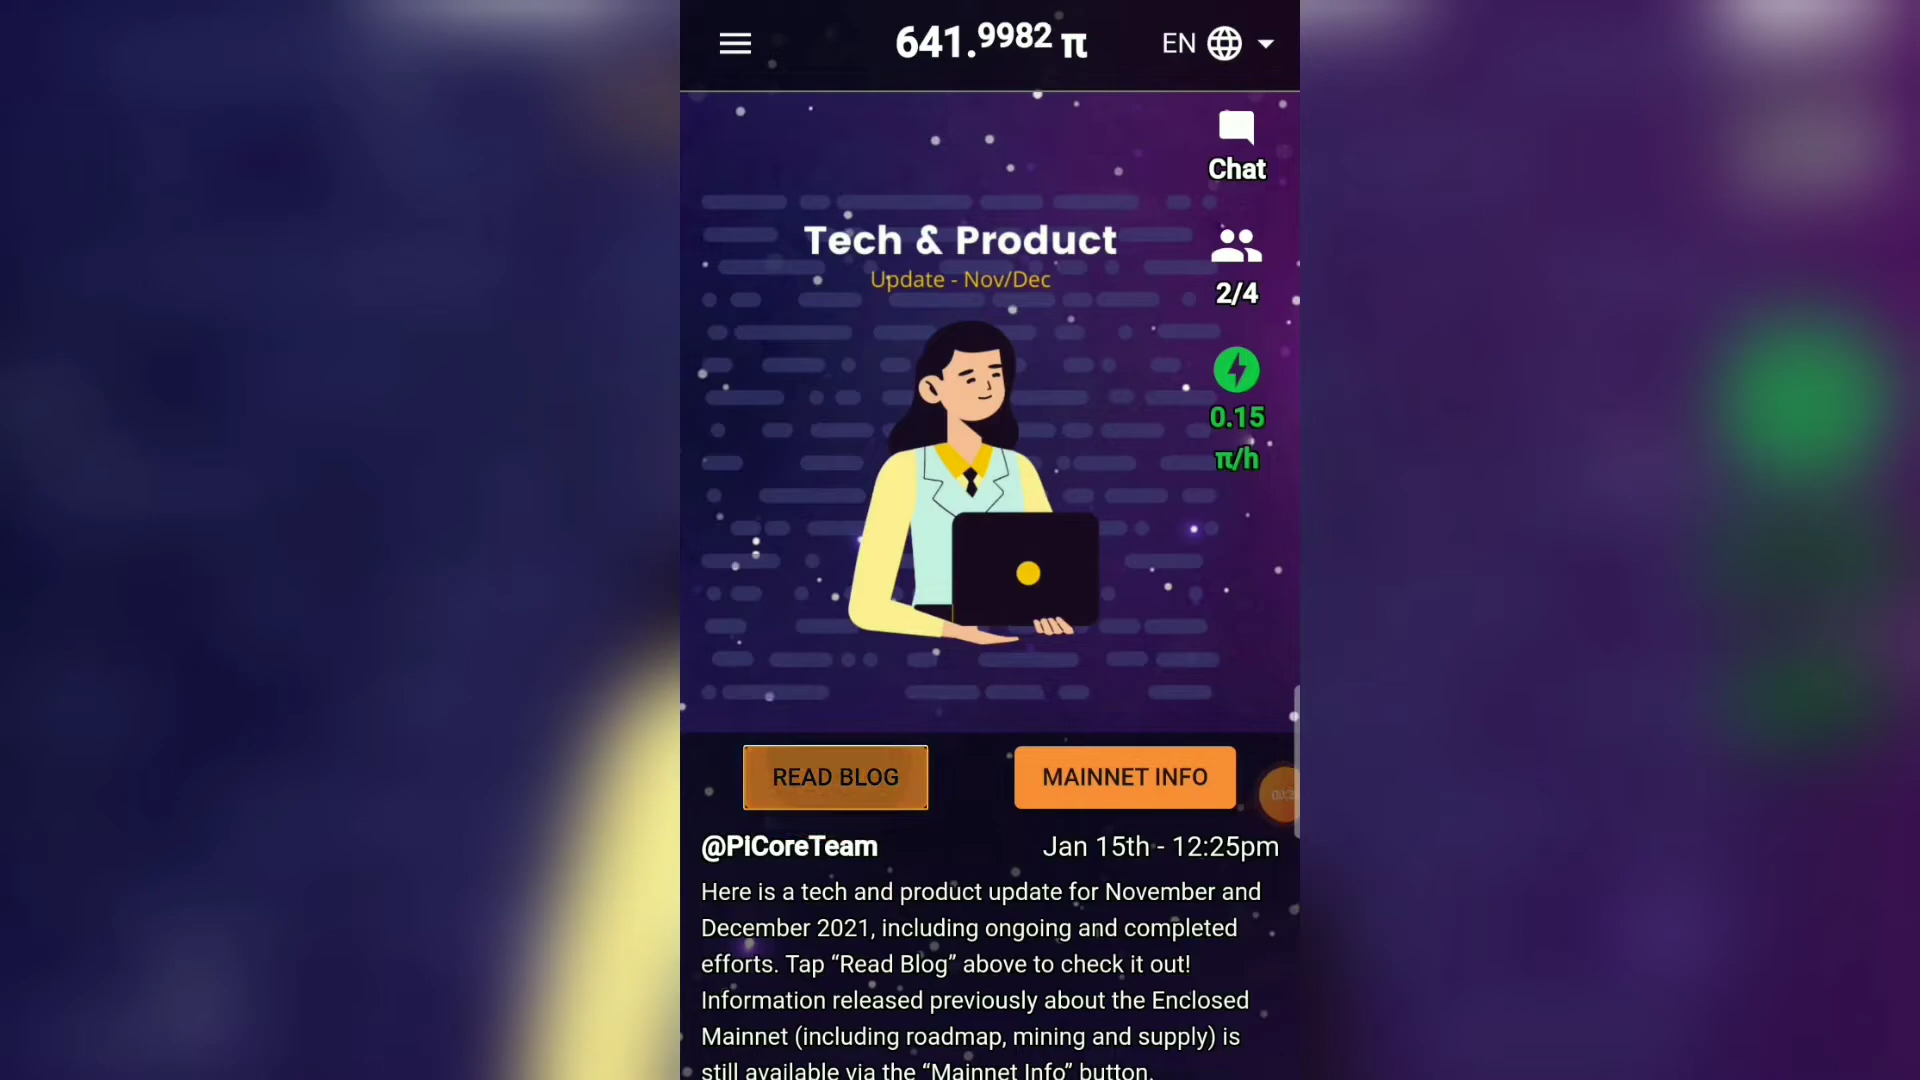 641.9982 π
EN
Chat
Tech & Product
Update - Nov/Dec
2/4
0.15
π/h
READ BLOG
MAINNET INFO
@PiCoreTeam
Jan 15th - 12:25pm
Here is a tech and product update for November and
December 2021, including ongoing and completed
efforts. Tap “Read Blog” above to check it out!
Information released previously about the Enclosed
Mainnet (including roadmap, mining and supply) is
still available via the “Mainnet Info” button.